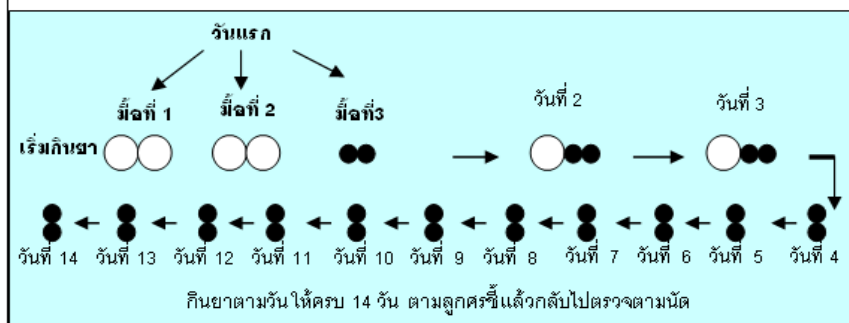 วันแรก
มื้อที่ 1 มื้อที่ 2 มื้อที่3 วันที่ 2 วันที่ 3
เริ่มกินยา
วันที่ 14 วันที่ 13 วันที่ 12 วันที่ 11 วันที่ 10 วันที่ 9 วันที่ 8 วันที่ 7 วันที่ 6 วันที่ 5 วันที่ 4
กินยาตามวัน ให้ครบ 14 วัน ตามลูกศรชี้แล้วกลับไปตรวจตามนัด